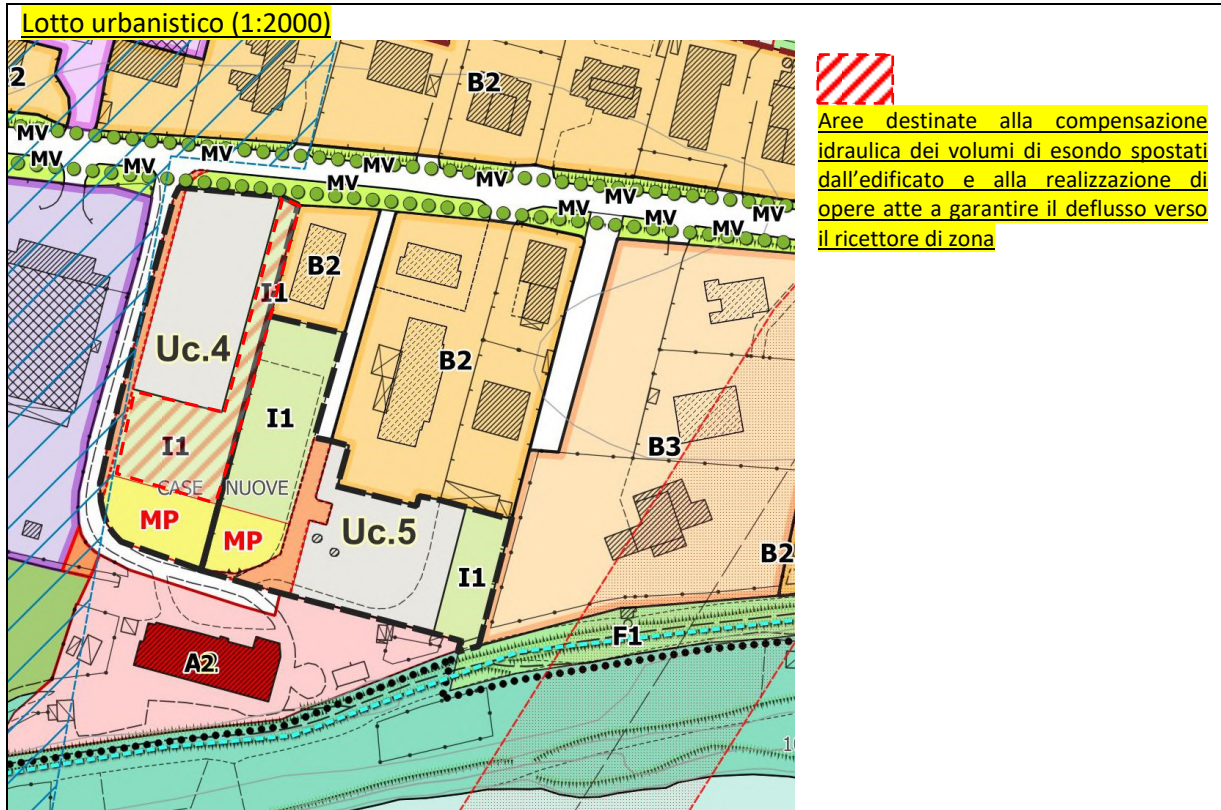 Lotto urbanistico (1:2000)
Aree destinate alla compensazione
idraulica dei volumi di esondo spostati
dall'edificato e alla realizzazione di
opere atte a garantire il deflusso verso
il ricettore di zona
2
B2
MV
MV
MV
MV
MV
MV
MV
MV
MV
MV
MV
B2
I1
Uc.4
B2
I1
B3
I1
CASE NUOVE
MP
MP
Uc.5
I1
B2
F1
A2